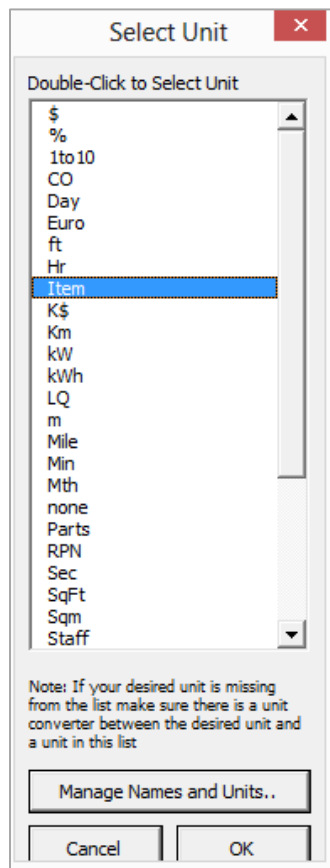 Select Unit
Double-Click to Select Unit
$
%
1to10
CO
Day
Euro
ft
Hr
Item
K$
Km
kW
kWh
LQ
m
Mile
Min
Mth
none
Parts
RPN
Sec
SqFt
Sqm
Staff
Note: If your desired unit is missing
from the list make sure there is a unit
converter between the desired unit and
a unit in this list
Manage Names and Units..
Cancel OK